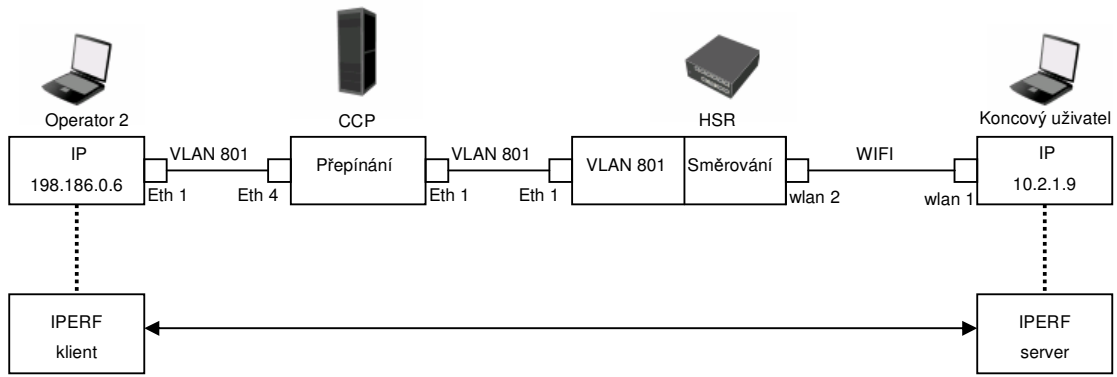 Operator 2
CCP
HSR
Koncový uživatel
IP
198.186.0.6
VLAN 801
Eth 1
Eth 4
Přepínání
VLAN 801
Eth 1
Eth 1
VLAN 801
Směrování
WIFI
wlan 2
wlan 1
IP
10.2.1.9
IPERF
klient
IPERF
server